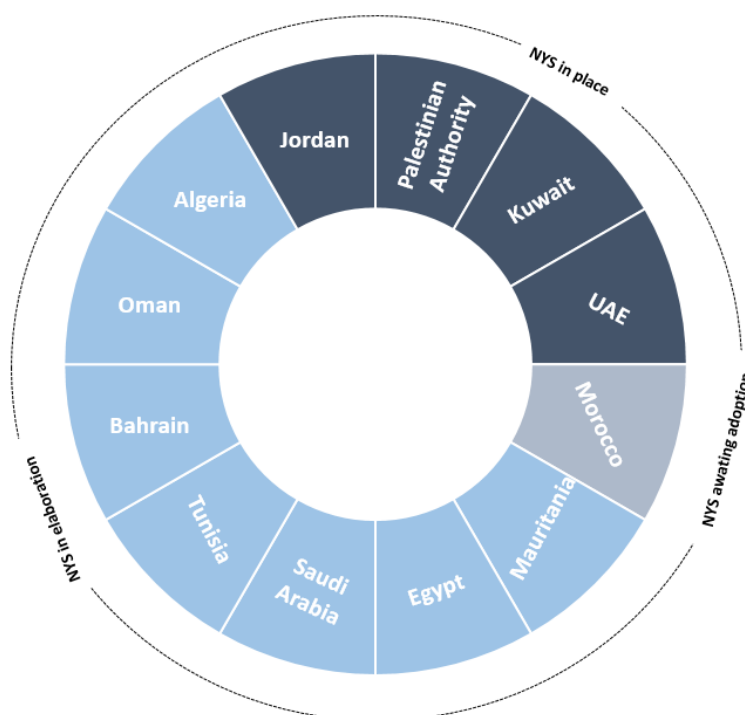 NYS in place
Jordan
Palestinian
Authority
Kuwait
UAE
Morocco
NYS awating adoption
Mauritania
Egypt
Saudi
Arabia
Tunisia
Bahrain
Oman
Algeria
NYS in elaboration